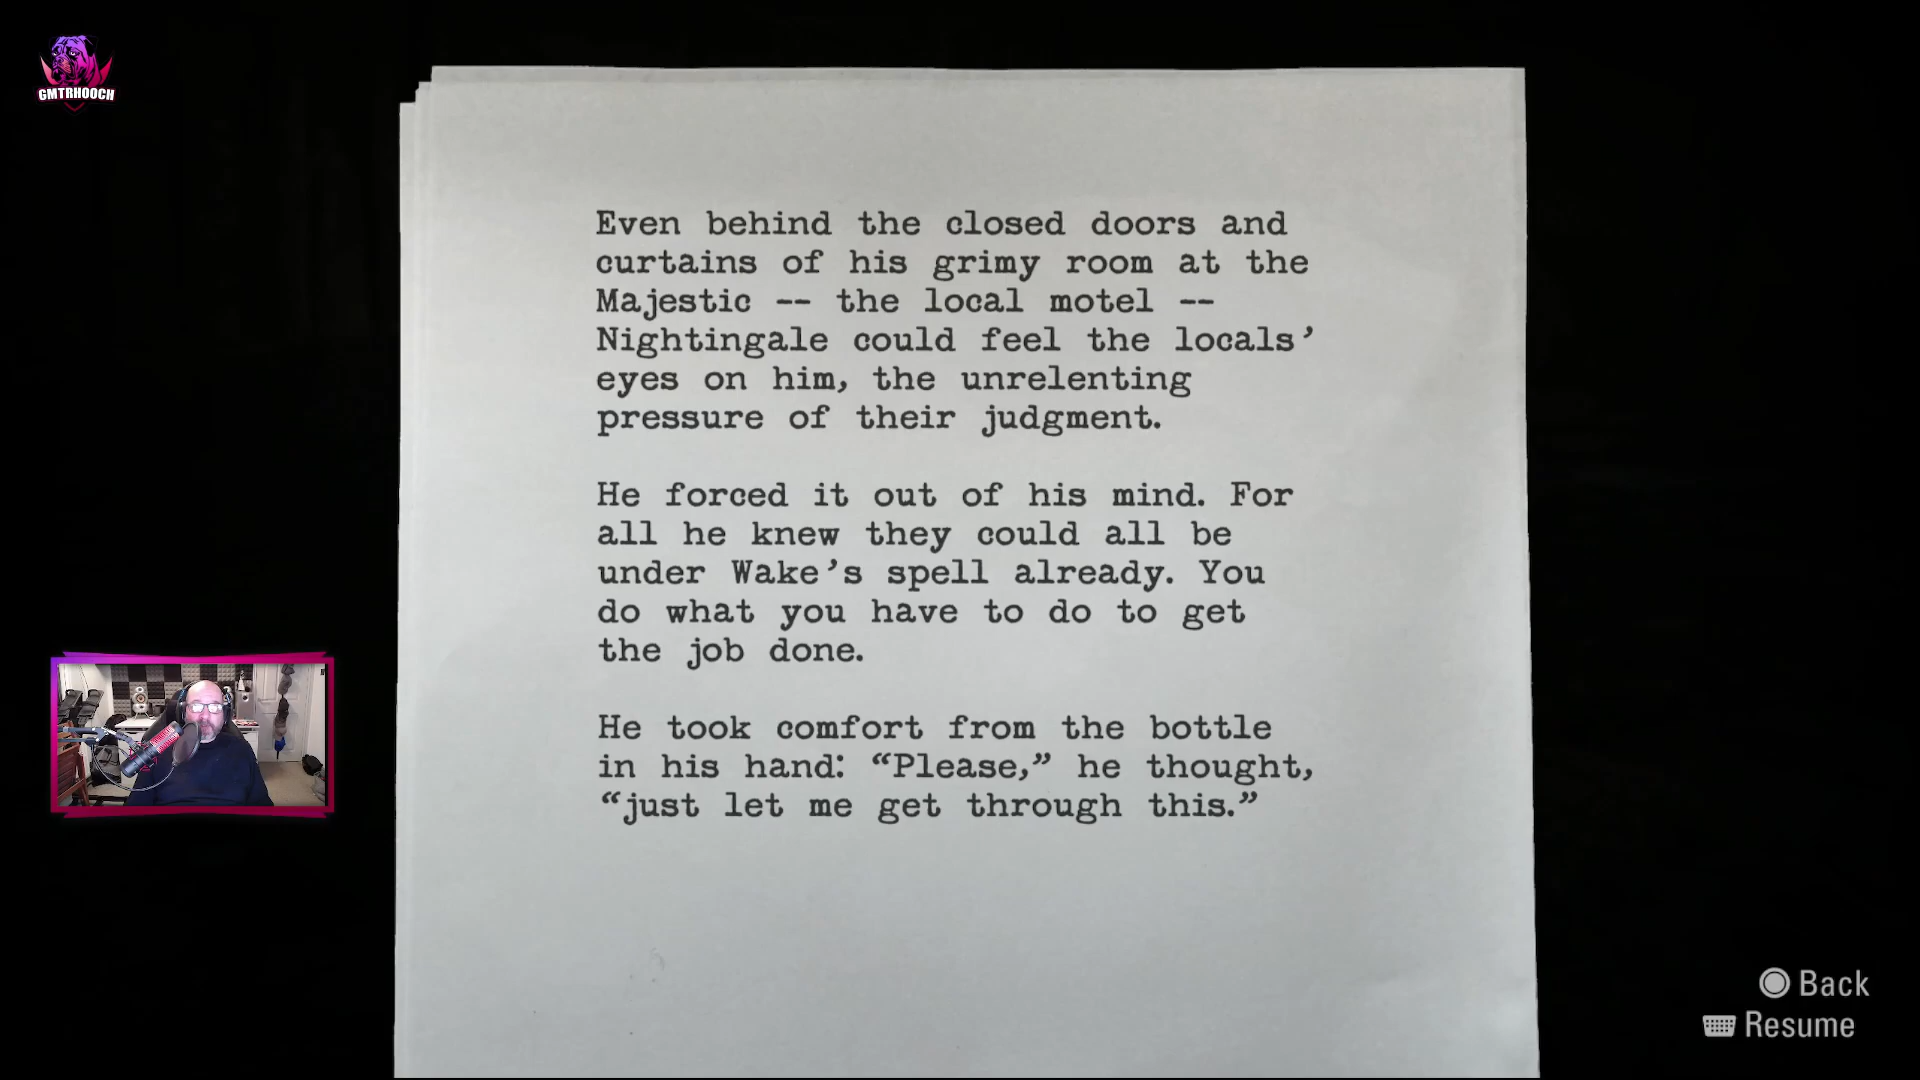 GMTRHOOCH
Even behind the closed doors and
curtains of his grimy room at the
Majestic -- the local motel --
Nightingale could feel the locals’
eyes on him, the unrelenting
pressure of their judgment.
He forced it out of his mind. For
all he knew they could all be
under Wake’s spell already. You
do what you have to do to get
the job done.
He took comfort from the bottle
in his hand: “Please,” he thought,
“just let me get through this.”
Back
Resume